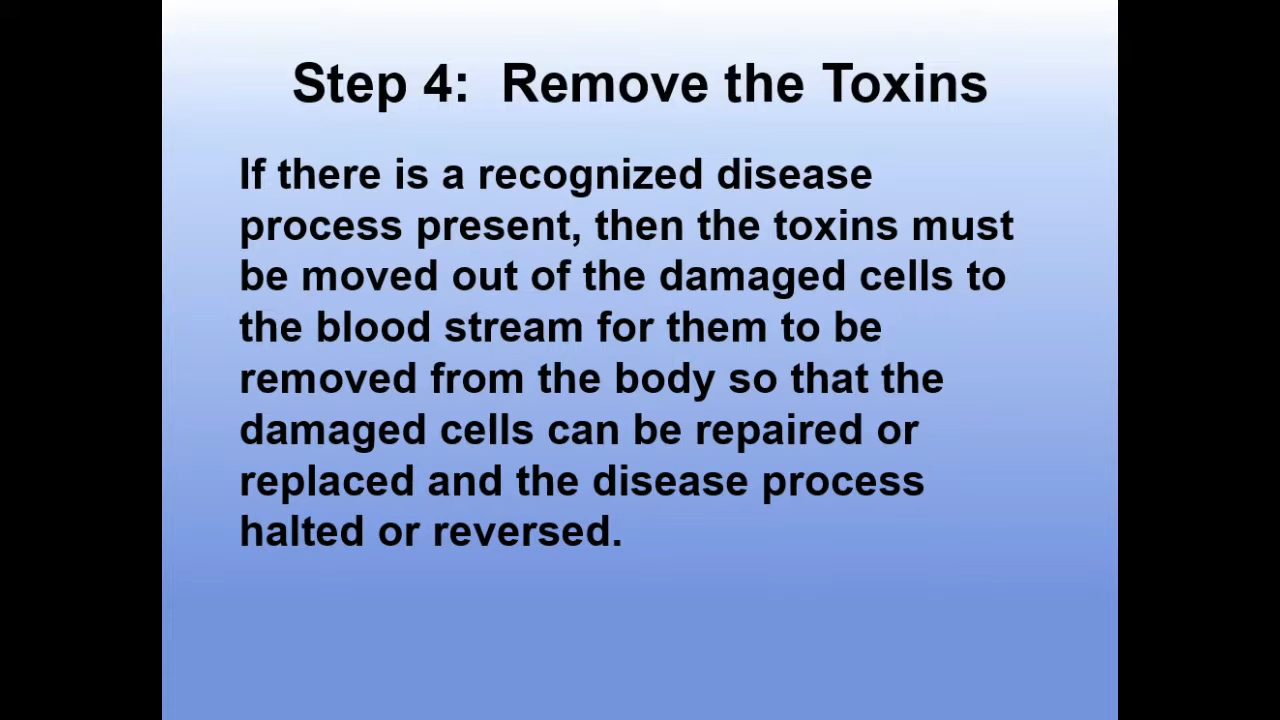 Step 4:  Remove the Toxins
If there is a recognized disease
process present, then the toxins must
be moved out of the damaged cells to
the blood stream for them to be
removed from the body so that the
damaged cells can be repaired or
replaced and the disease process
halted or reversed.